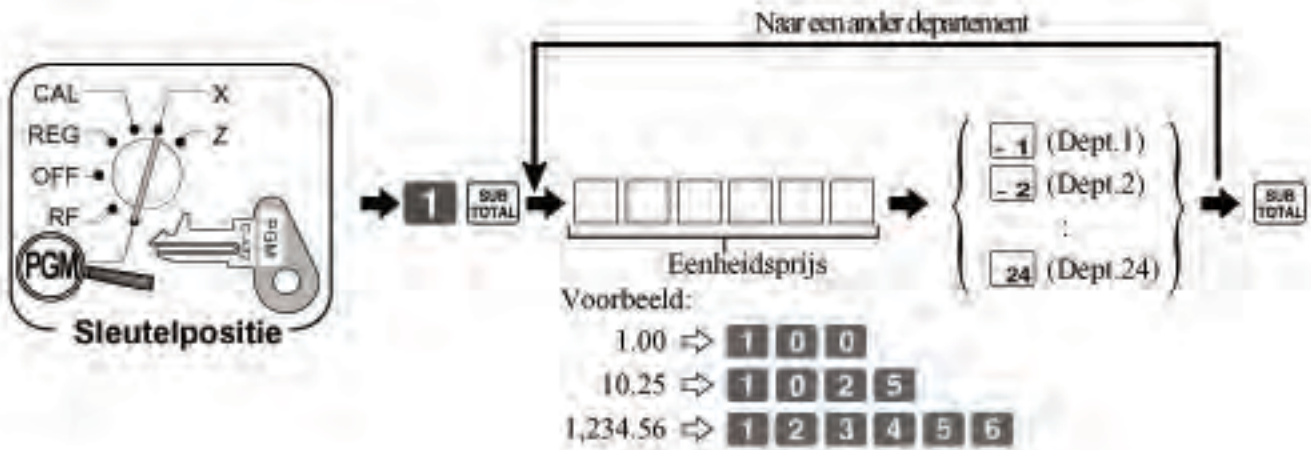 Naar een ander departement
CAL
X
REG
Z
OFF
RF
PGM
PGM
Sleutelpositie
1 SUB TOTAL
Eenheidsprijs
1 (Dept.1)
2 (Dept.2)
:
24 (Dept.24)
SUB TOTAL
Voorbeeld:
1.00 ⇨ 1 0 0
10.25 ⇨ 1 0 2 5
1,234.56 ⇨ 1 2 3 4 5 6